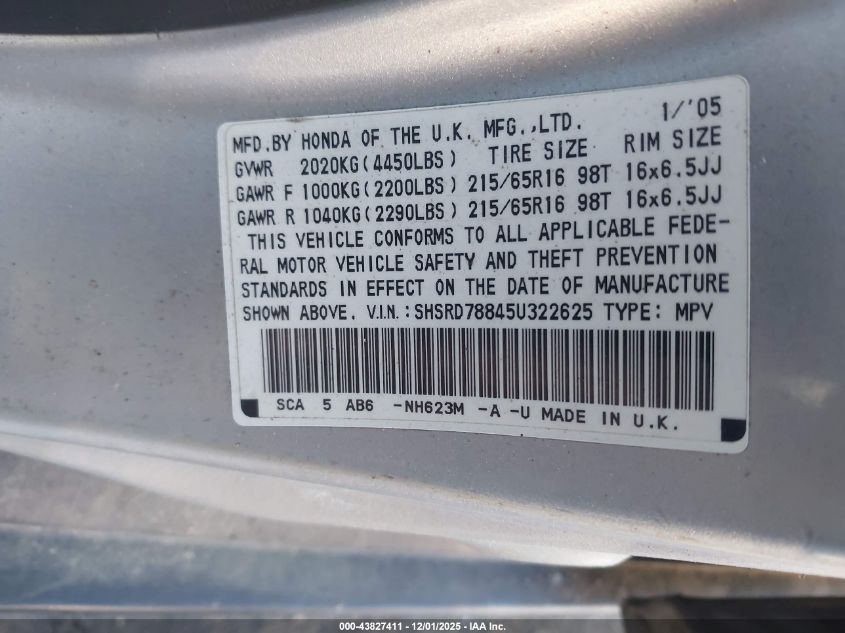 1/'05
MFD.BY HONDA OF THE U.K. MFG.,LTD.
GVWR 2020KG(4450LBS) TIRE SIZE RIM SIZE
GAWR F 1000KG(2200LBS) 215/65R16 98T 16x6.5JJ
GAWR R 1040KG(2290LBS) 215/65R16 98T 16x6.5JJ
THIS VEHICLE CONFORMS TO ALL APPLICABLE FEDE-
RAL MOTOR VEHICLE SAFETY AND THEFT PREVENTION
STANDARDS IN EFFECT ON THE DATE OF MANUFACTURE
SHOWN ABOVE. V.I.N.:SHSRD78845U322625 TYPE: MPV
SCA 5 AB6 -NH623M -A -U MADE IN U.K.
000-43827411 - 12/01/2025 - IAA Inc.